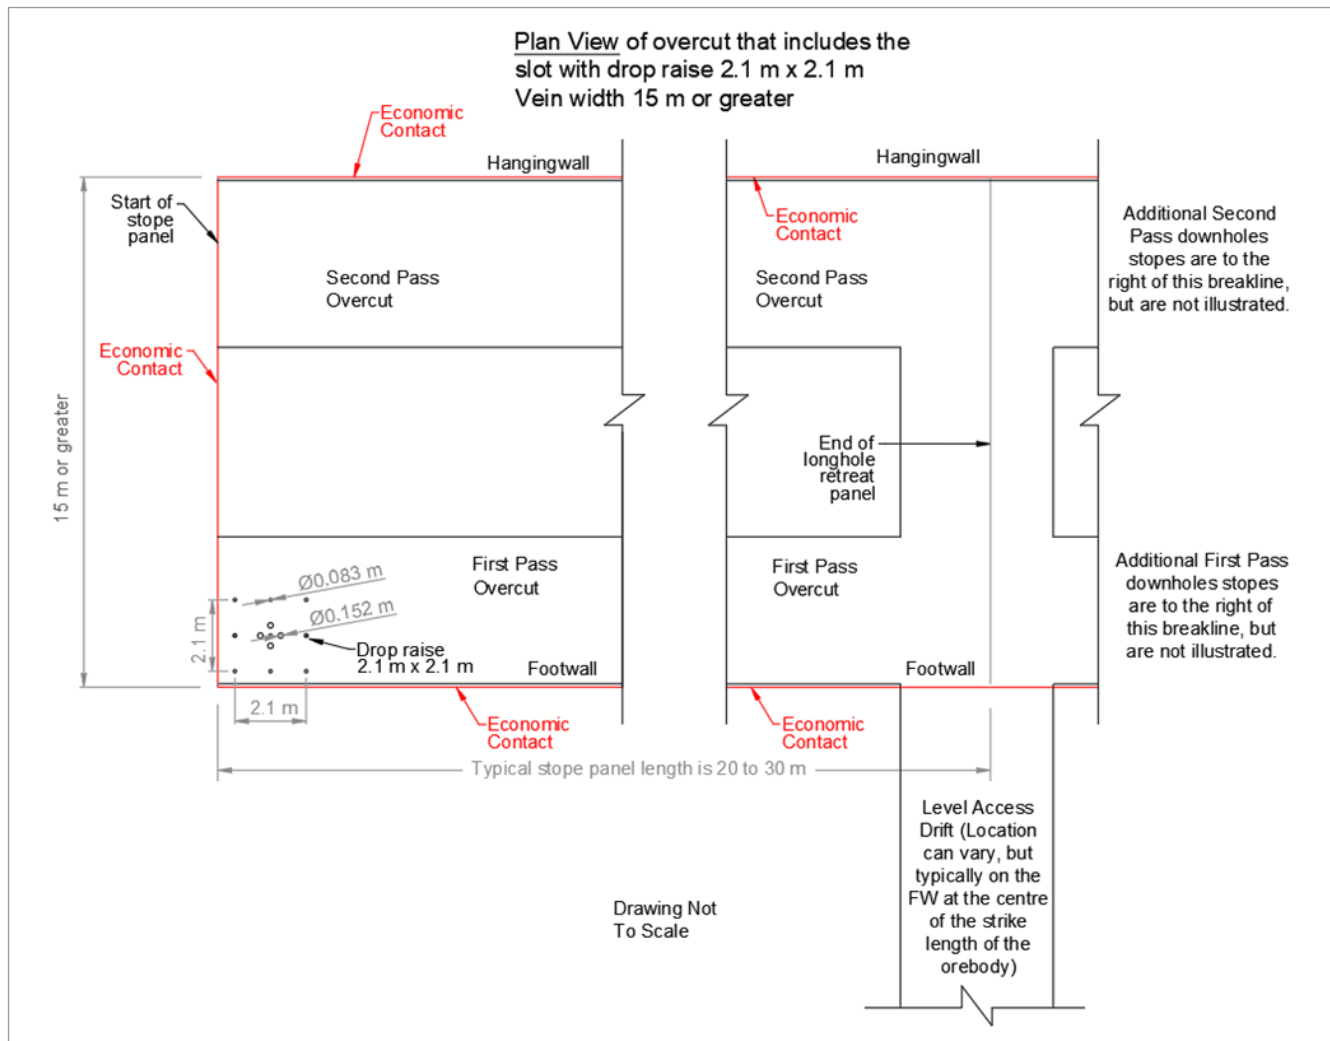 Plan View of overcut that includes the
slot with drop raise 2.1 m x 2.1 m
Vein width 15 m or greater
Economic
Contact
Hangingwall
Hangingwall
Start of
stope
panel
Economic
Contact
Additional Second
Pass downholes
stopes are to the
right of this breakline,
but are not illustrated.
Second Pass
Overcut
Second Pass
Overcut
Economic
Contact
15 m or greater
End of
longhole
retreat
panel
First Pass
Overcut
First Pass
Overcut
Additional First Pass
downholes stopes
are to the right of
this breakline, but
are not illustrated.
Ø0.083 m
Ø0.152 m
2.1 m
Drop raise
2.1 m x 2.1 m
Footwall
Footwall
2.1 m
Economic
Contact
Economic
Contact
Typical stope panel length is 20 to 30 m
Level Access
Drift (Location
can vary, but
typically on the
FW at the centre
of the strike
length of the
orebody)
Drawing Not
To Scale